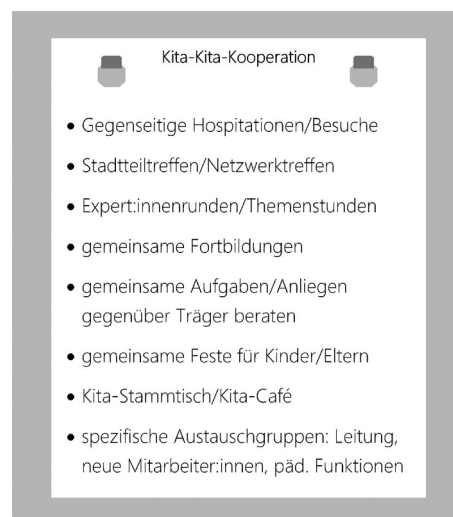 Kita-Kita-Kooperation
• Gegenseitige Hospitationen/Besuche
• Stadtteiltreffen/Netzwerktreffen
• Expert:innenrunden/Themenstunden
• gemeinsame Fortbildungen
• gemeinsame Aufgaben/Anliegen
gegenüber Träger beraten
• gemeinsame Feste für Kinder/Eltern
• Kita-Stammtisch/Kita-Café
• spezifische Austauschgruppen: Leitung,
neue Mitarbeiter:innen, päd. Funktionen